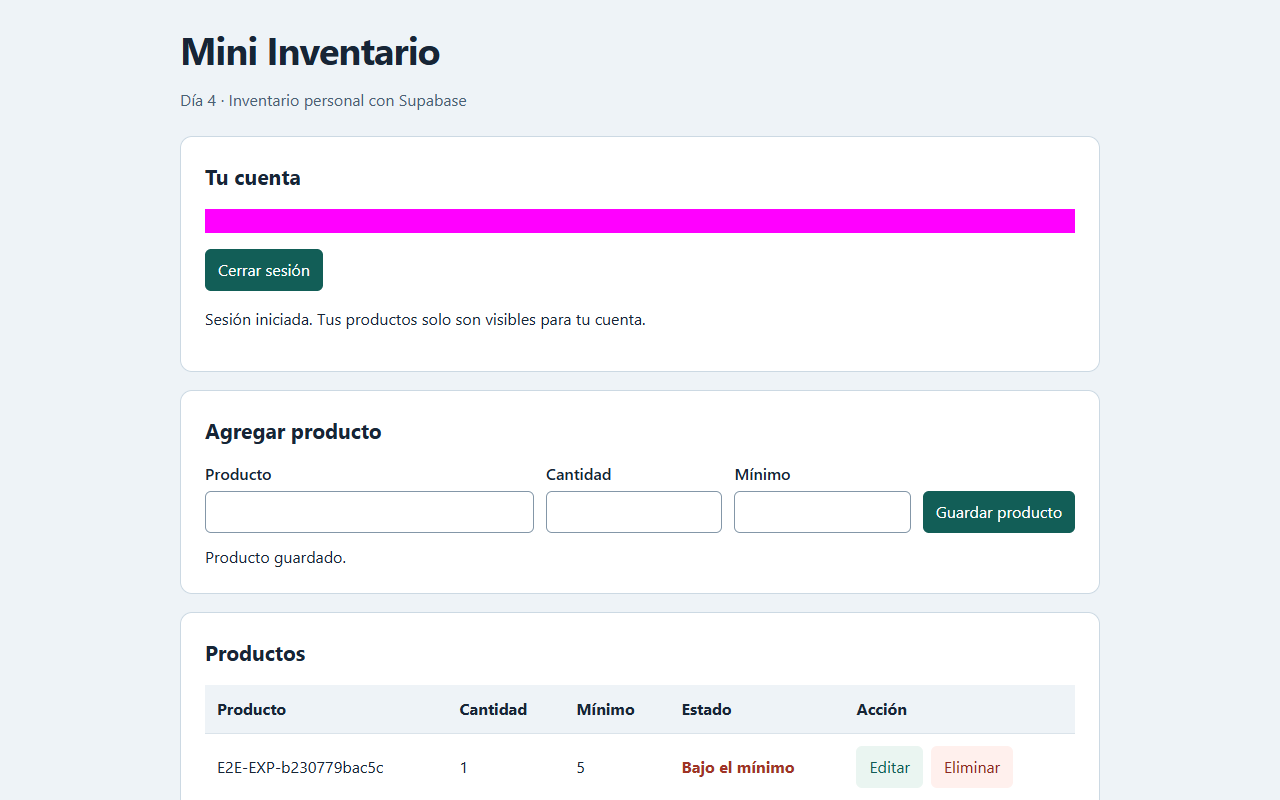 Mini Inventario
Día 4 · Inventario personal con Supabase
Tu cuenta
Cerrar sesión
Sesión iniciada. Tus productos solo son visibles para tu cuenta.
Agregar producto
Producto Cantidad Mínimo
Guardar producto
Producto guardado.
Productos
Producto Cantidad Mínimo Estado Acción
E2E-EXP-b230779bac5c 1 5 Bajo el mínimo Editar Eliminar